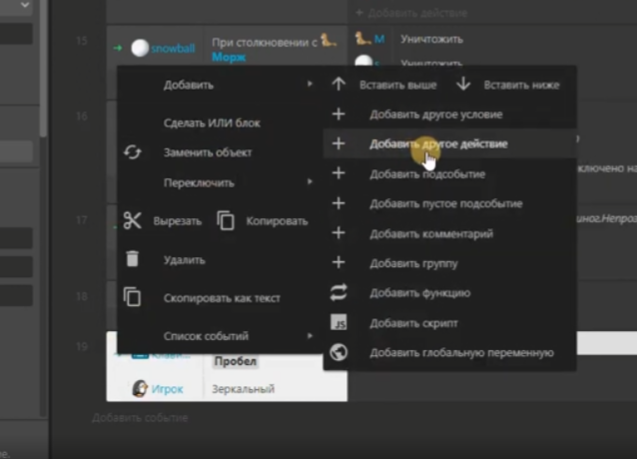 + Добавить действие
15
snowball
При столкновении с
Морж
М
Уничтожить
s
Уничтожить
Добавить
Вставить выше
Вставить ниже
16
Сделать ИЛИ блок
Добавить другое условие
Заменить объект
Добавить другое действие
Переключить
Добавить подсобытие
ключено на
Добавить пустое подсобытие
17
Вырезать
Копировать
Добавить комментарий
Удалить
Добавить группу
18
Скопировать как текст
Добавить функцию
Добавить скрипт
JS
Список событий
19
Добавить глобальную переменную
Пробел
Игрок
Зеркальный
Добавить событие